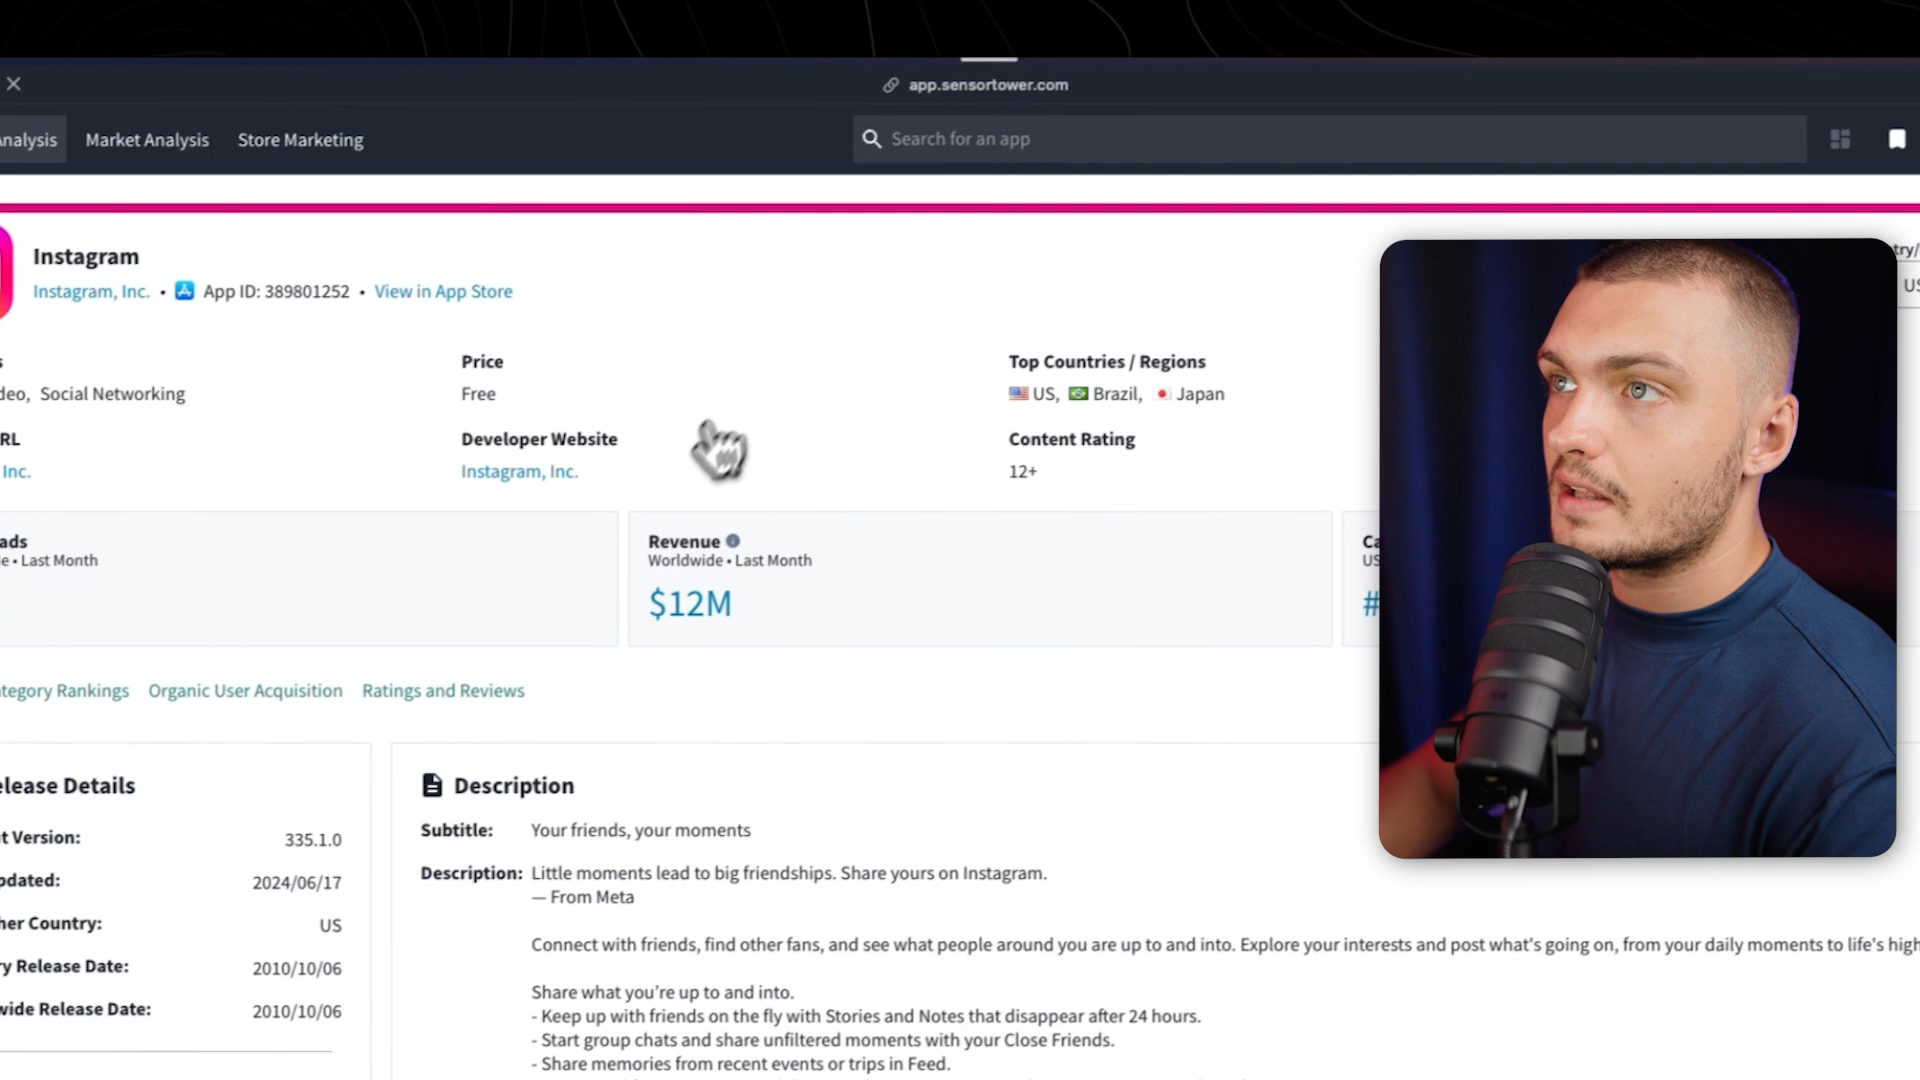 app.sensortower.com
Analysis Market Analysis Store Marketing Search for an app
Instagram
Instagram, Inc. • App ID: 389801252 • View in App Store
US
Price Top Countries / Regions
Social Networking Free US, Brazil, Japan
RL Developer Website Content Rating
Inc. Instagram, Inc. 12+
ads Revenue
Last Month Worldwide • Last Month US
$12M #
tegory Rankings Organic User Acquisition Ratings and Reviews
elease Details Description
Subtitle: Your friends, your moments
t Version: 335.1.0
Description: Little moments lead to big friendships. Share yours on Instagram.
pdated: 2024/06/17
— From Meta
her Country: US
Connect with friends, find other fans, and see what people around you are up to and into. Explore your interests and post what's going on, from your daily moments to life's high
ry Release Date: 2010/10/06
Share what you're up to and into.
wide Release Date: 2010/10/06
- Keep up with friends on the fly with Stories and Notes that disappear after 24 hours.
- Start group chats and share unfiltered moments with your Close Friends.
- Share memories from recent events or trips in Feed.